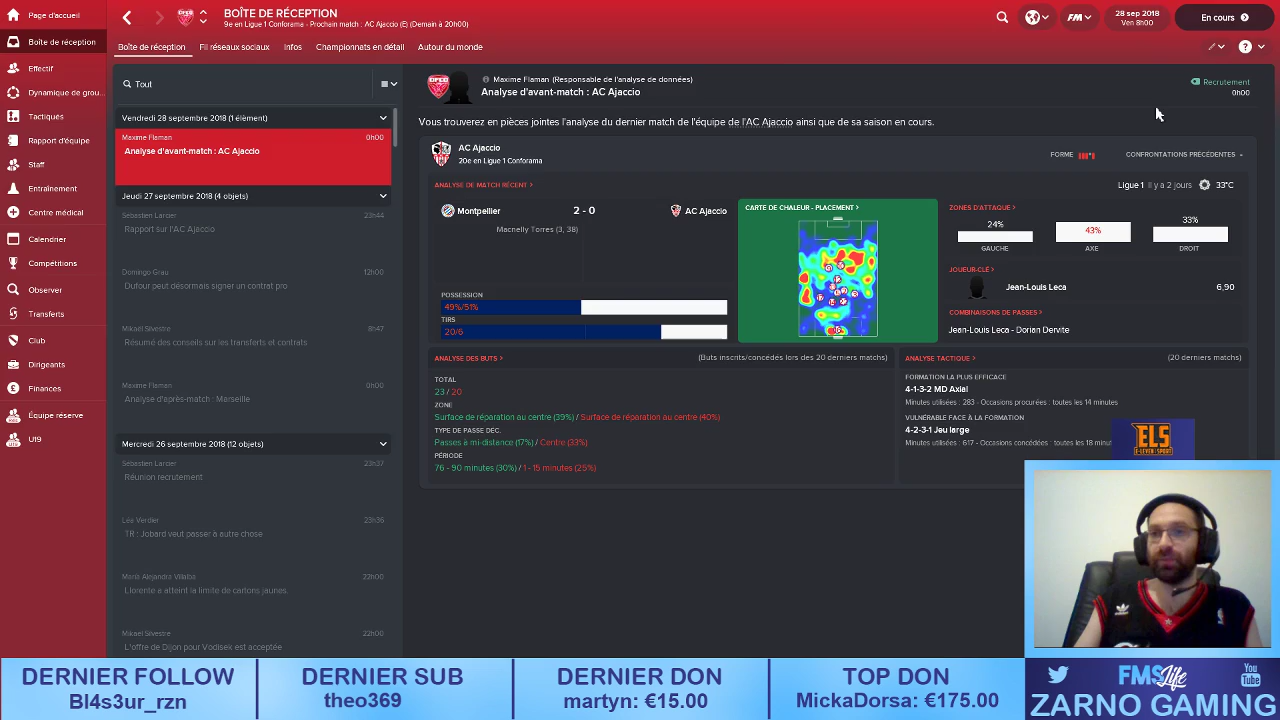 Page d'accueil
Boîte de réception
Effectif
Dynamique de grou...
Tactiques
Rapport d'équipe
Staff
Entraînement
Centre médical
Calendrier
Compétitions
Observer
Transferts
Club
Dirigeants
Finances
Équipe réserve
U19
BOÎTE DE RÉCEPTION
9e en Ligue 1 Conforama - Prochain match : AC Ajaccio (E) (Demain à 20h00)
FM
28 sep 2018
Ven 8h00
En cours
Boîte de réception Fil réseaux sociaux Infos Championnats en détail Autour du monde
?
Tout
Vendredi 28 septembre 2018 (1 élément)
Maxime Flaman 0h00
Analyse d'avant-match : AC Ajaccio
Jeudi 27 septembre 2018 (4 objets)
Sébastien Larcier 23h44
Rapport sur l'AC Ajaccio
Domingo Grau 12h00
Dufour peut désormais signer un contrat pro
Mikaël Silvestre 8h47
Résumé des conseils sur les transferts et contrats
Maxime Flaman 0h00
Analyse d'après-match : Marseille
Mercredi 26 septembre 2018 (12 objets)
Sébastien Larcier 23h37
Réunion recrutement
Léa Verdier 23h36
TR : Jobard veut passer à autre chose
María Alejandra Villalba 22h00
Llorente a atteint la limite de cartons jaunes.
Mikaël Silvestre 22h00
L'offre de Dijon pour Vodisek est acceptée
DFCO
Maxime Flaman (Responsable de l'analyse de données)
Analyse d'avant-match : AC Ajaccio
Recrutement
0h00
Vous trouverez en pièces jointes l'analyse du dernier match de l'équipe de l'AC Ajaccio ainsi que de sa saison en cours.
AC Ajaccio
20e en Ligue 1 Conforama
FORME
CONFRONTATIONS PRÉCÉDENTES
ANALYSE DE MATCH RÉCENT >
Ligue 1 Il y a 2 jours 33°C
Montpellier 2 - 0 AC Ajaccio
Macnelly Torres (3, 38)
POSSESSION
49%/51%
TIRS
20/6
CARTE DE CHALEUR - PLACEMENT >
ZONES D'ATTAQUE >
24% 43% 33%
GAUCHE AXE DROIT
JOUEUR-CLÉ >
Jean-Louis Leca 6,90
COMBINAISONS DE PASSES >
Jean-Louis Leca - Dorian Dervite
ANALYSE DES BUTS > (Buts inscrits/concédés lors des 20 derniers matchs)
TOTAL
23 / 20
ZONE
Surface de réparation au centre (39%) / Surface de réparation au centre (40%)
TYPE DE PASSE DÉC.
Passes à mi-distance (17%) / Centre (33%)
PÉRIODE
76 - 90 minutes (30%) / 1 - 15 minutes (25%)
ANALYSE TACTIQUE > (20 derniers matchs)
FORMATION LA PLUS EFFICACE
4-1-3-2 MD Axial
Minutes utilisées : 283 - Occasions procurées : toutes les 14 minutes
VULNÉRABLE FACE À LA FORMATION
4-2-3-1 Jeu large
Minutes utilisées : 617 - Occasions concédées : toutes les 18 minut
ELS
E-LEVEN SPORT
DERNIER FOLLOW
Bl4s3ur_rzn
DERNIER SUB
theo369
DERNIER DON
martyn: €15.00
TOP DON
MickaDorsa: €175.00
FMSLife
You Tube
ZARNO GAMING